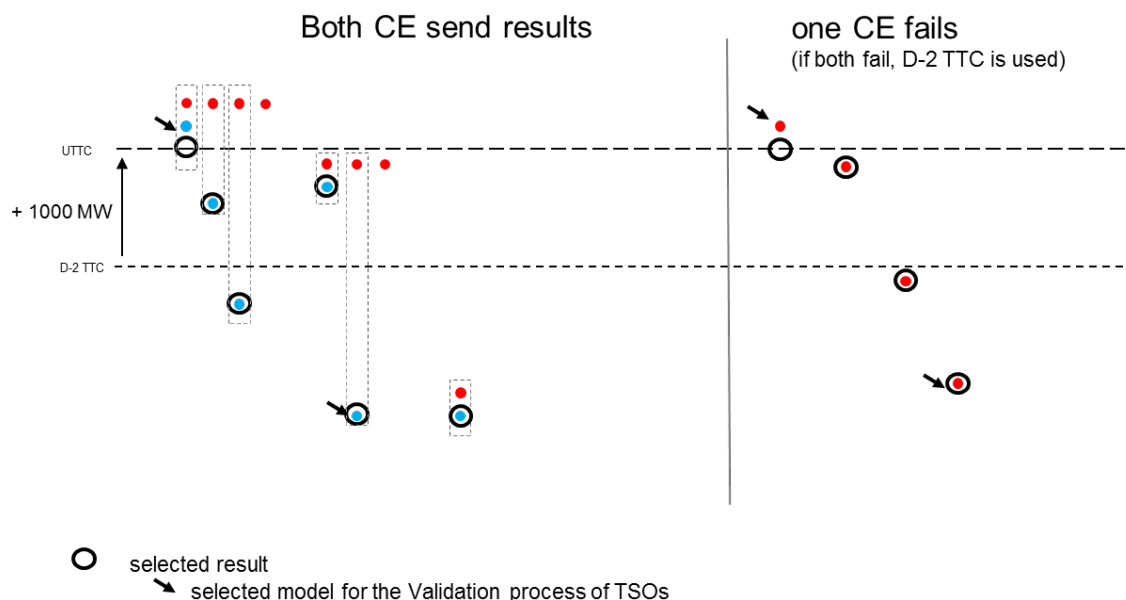 Both CE send results
one CE fails
(if both fail, D-2 TTC is used)
UTTC
+ 1000 MW
D-2 TTC
selected result
selected model for the Validation process of TSOs